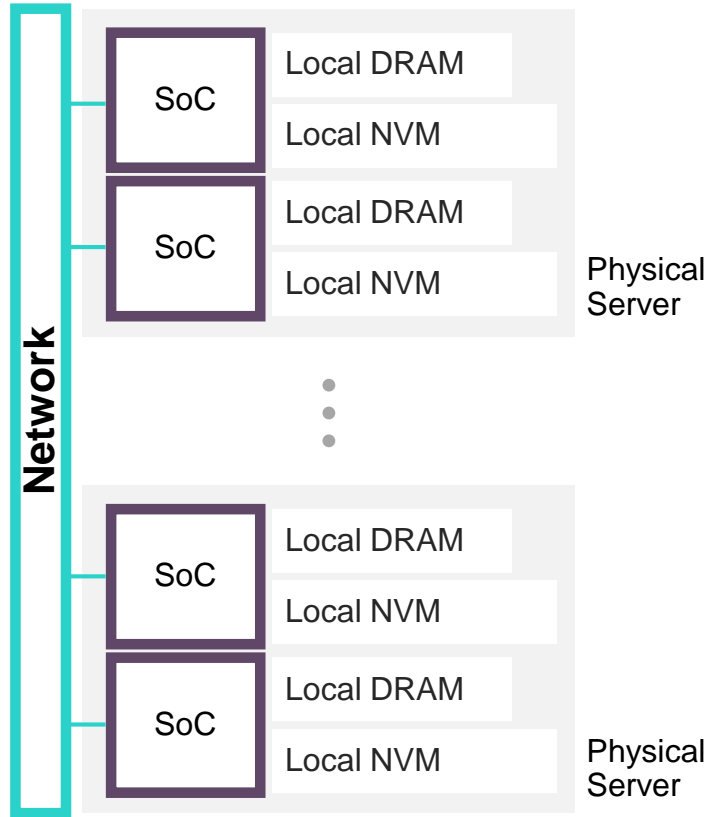 Network
SoC
Local DRAM
Local NVM
SoC
Local DRAM
Local NVM
Physical
Server
SoC
Local DRAM
Local NVM
SoC
Local DRAM
Local NVM
Physical
Server